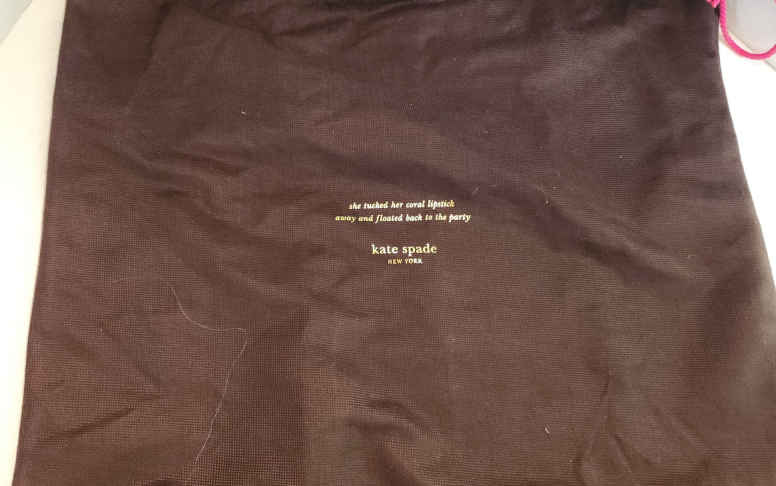 she tucked her coral lipstick
away and floated back to the party
kate spade
NEW YORK